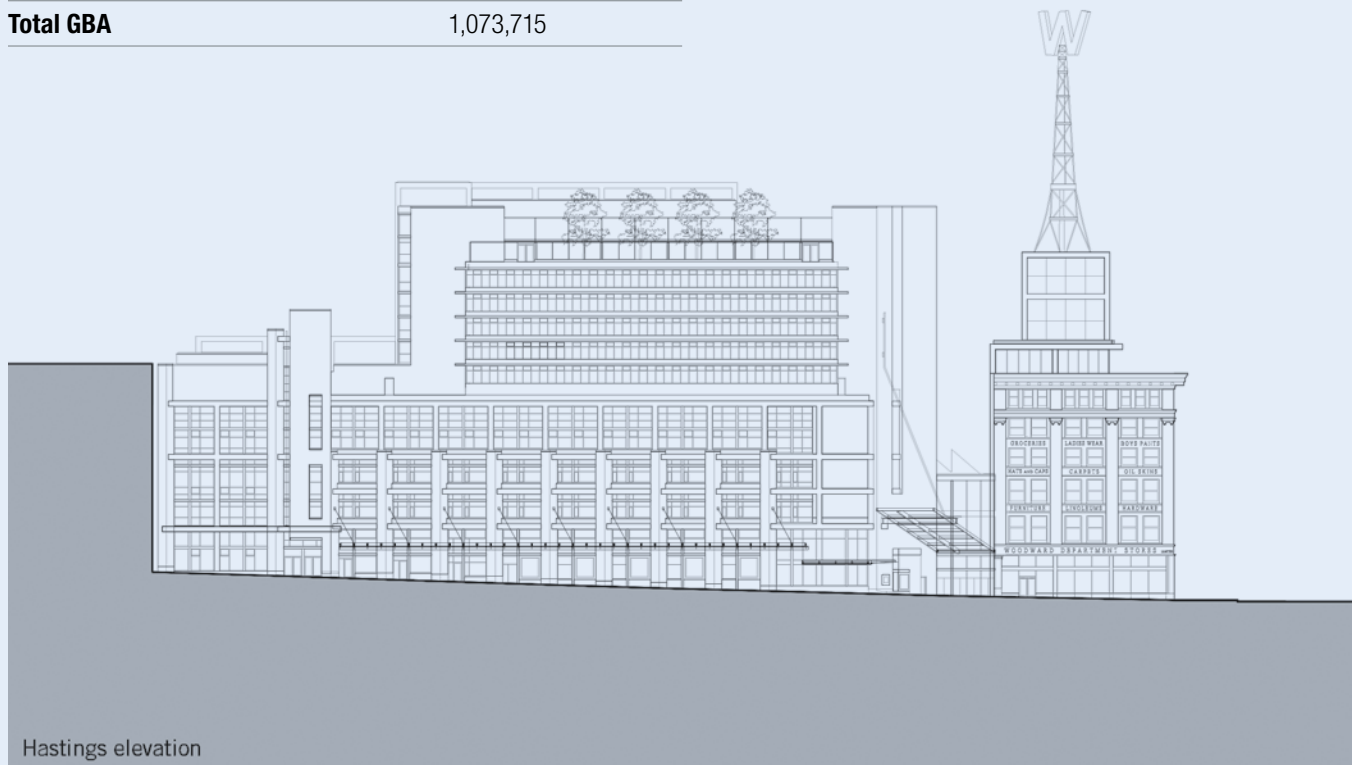 Total GBA 1,073,715
W
GROCERIES LADIES WEAR BOYS PANTS
HATS and CAPS CARPETS OIL SKINS
FURNITURE LINOLEUMS HARDWARE
WOODWARD DEPARTMENT STORES
Hastings elevation